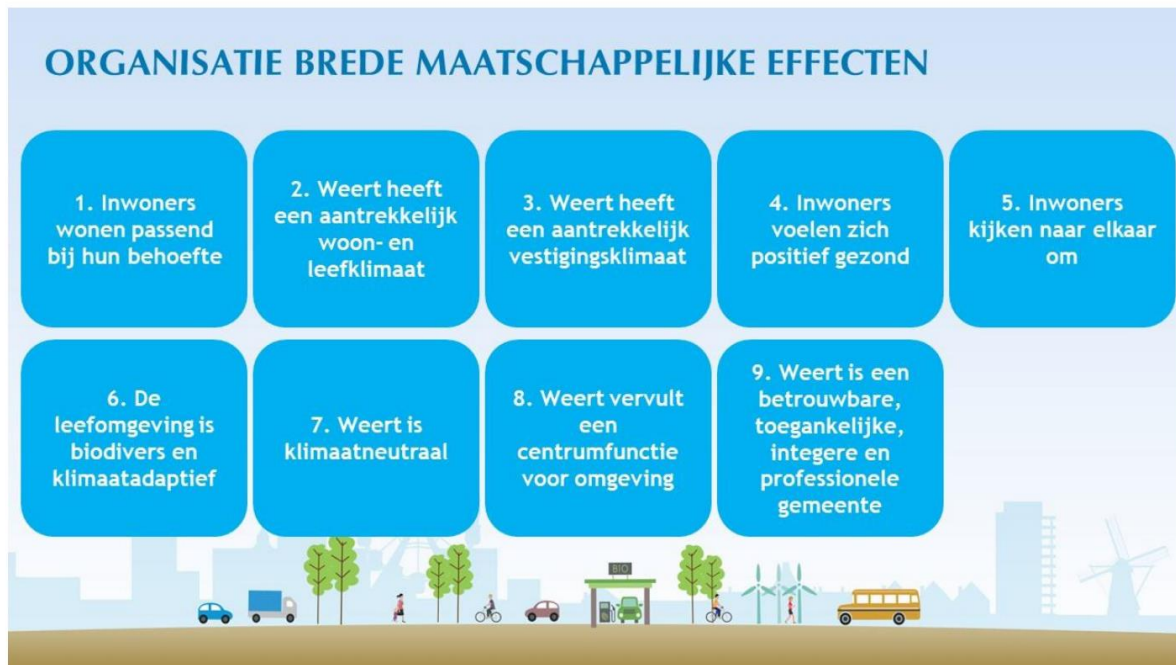 ORGANISATIE BREDE MAATSCHAPPELIJKE EFFECTEN
1. Inwoners
wonen passend
bij hun behoefte
2. Weert heeft
een aantrekkelijk
woon- en
leefklimaat
3. Weert heeft
een aantrekkelijk
vestigingsklimaat
4. Inwoners
voelen zich
positief gezond
5. Inwoners
kijken naar elkaar
om
6. De
leefomgeving is
biodivers en
klimaatadaptief
7. Weert is
klimaatneutraal
8. Weert vervult
een
centrumfunctie
voor omgeving
9. Weert is een
betrouwbare,
toegankelijke,
integere en
professionele
gemeente
BIO